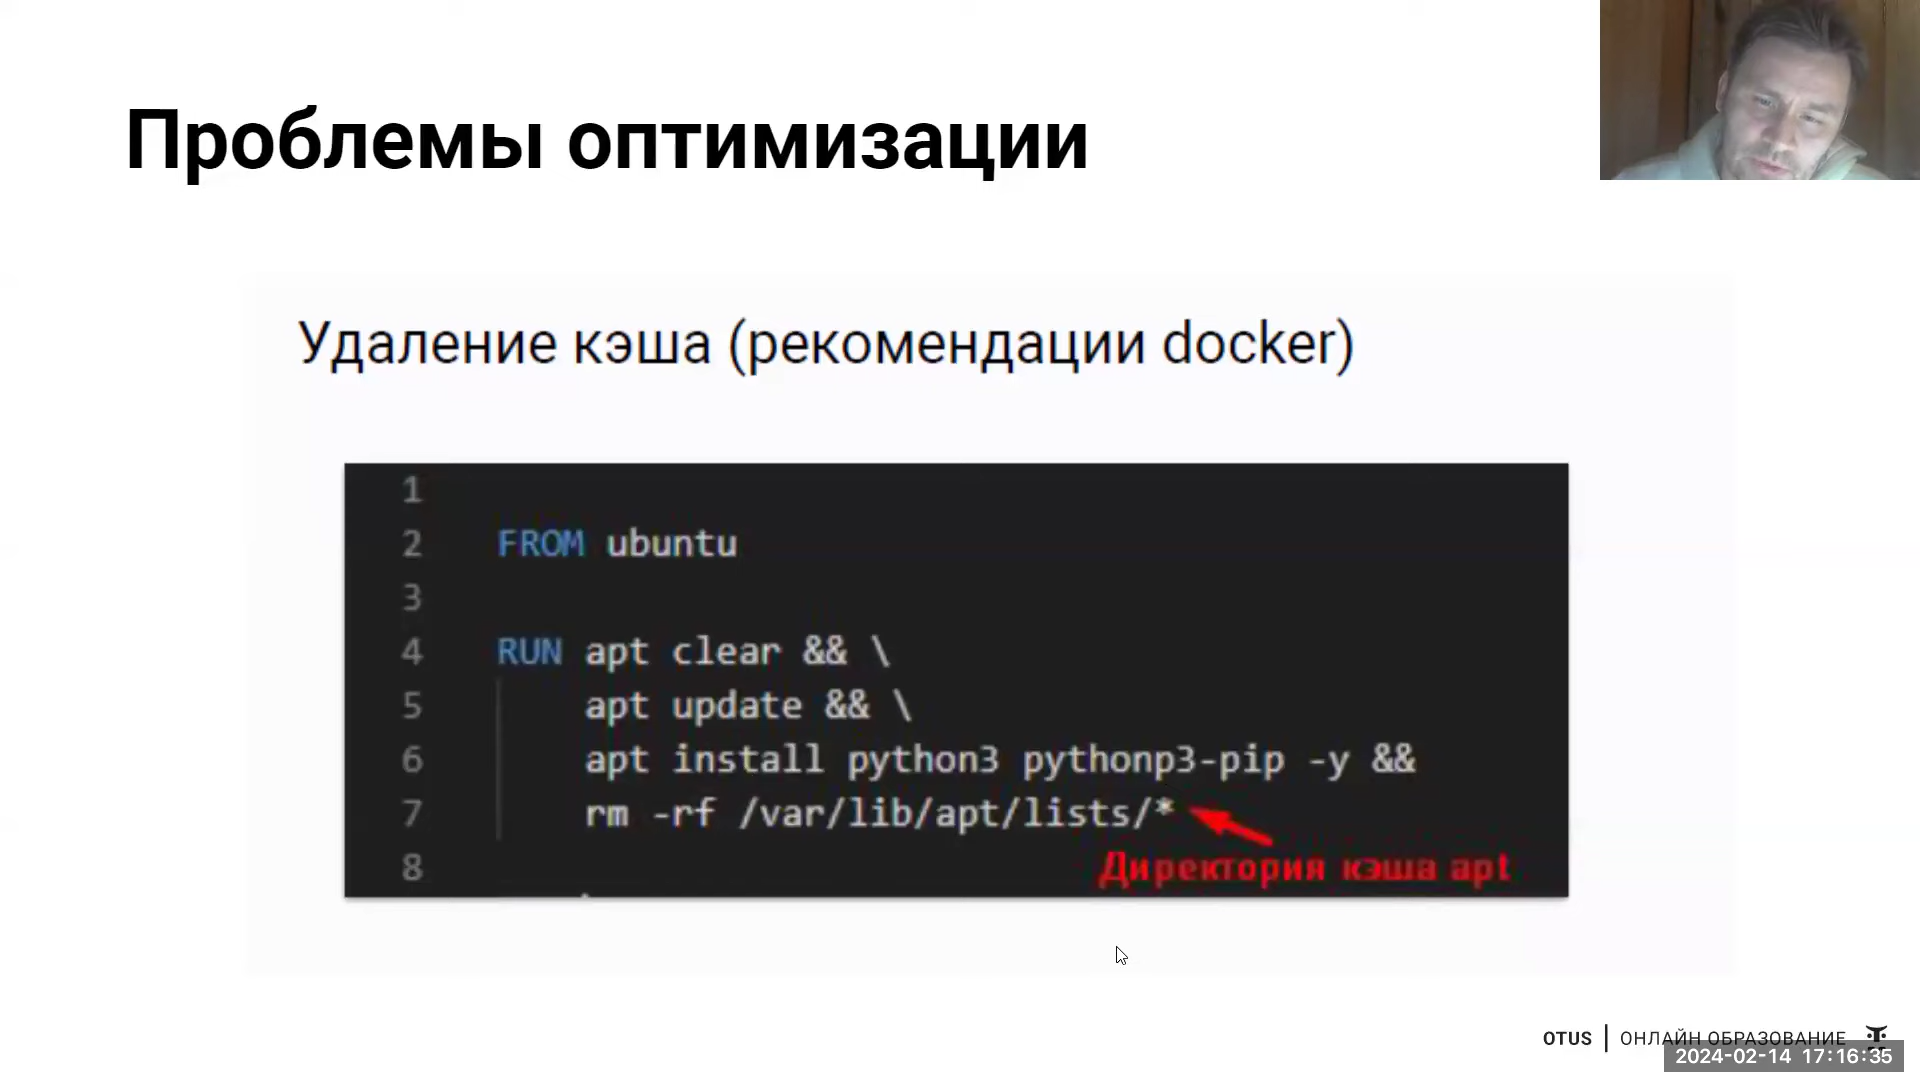 Проблемы оптимизации
Удаление кэша (рекомендации docker)
1
2 FROM ubuntu
3
4 RUN apt clear && \
5 apt update && \
6 apt install python3 pythonp3-pip -y &&
7 rm -rf /var/lib/apt/lists/*
Директория кэша apt
8
OTUS | ОНЛАЙН ОБРАЗОВАНИЕ
2024-02-14 17:16:35